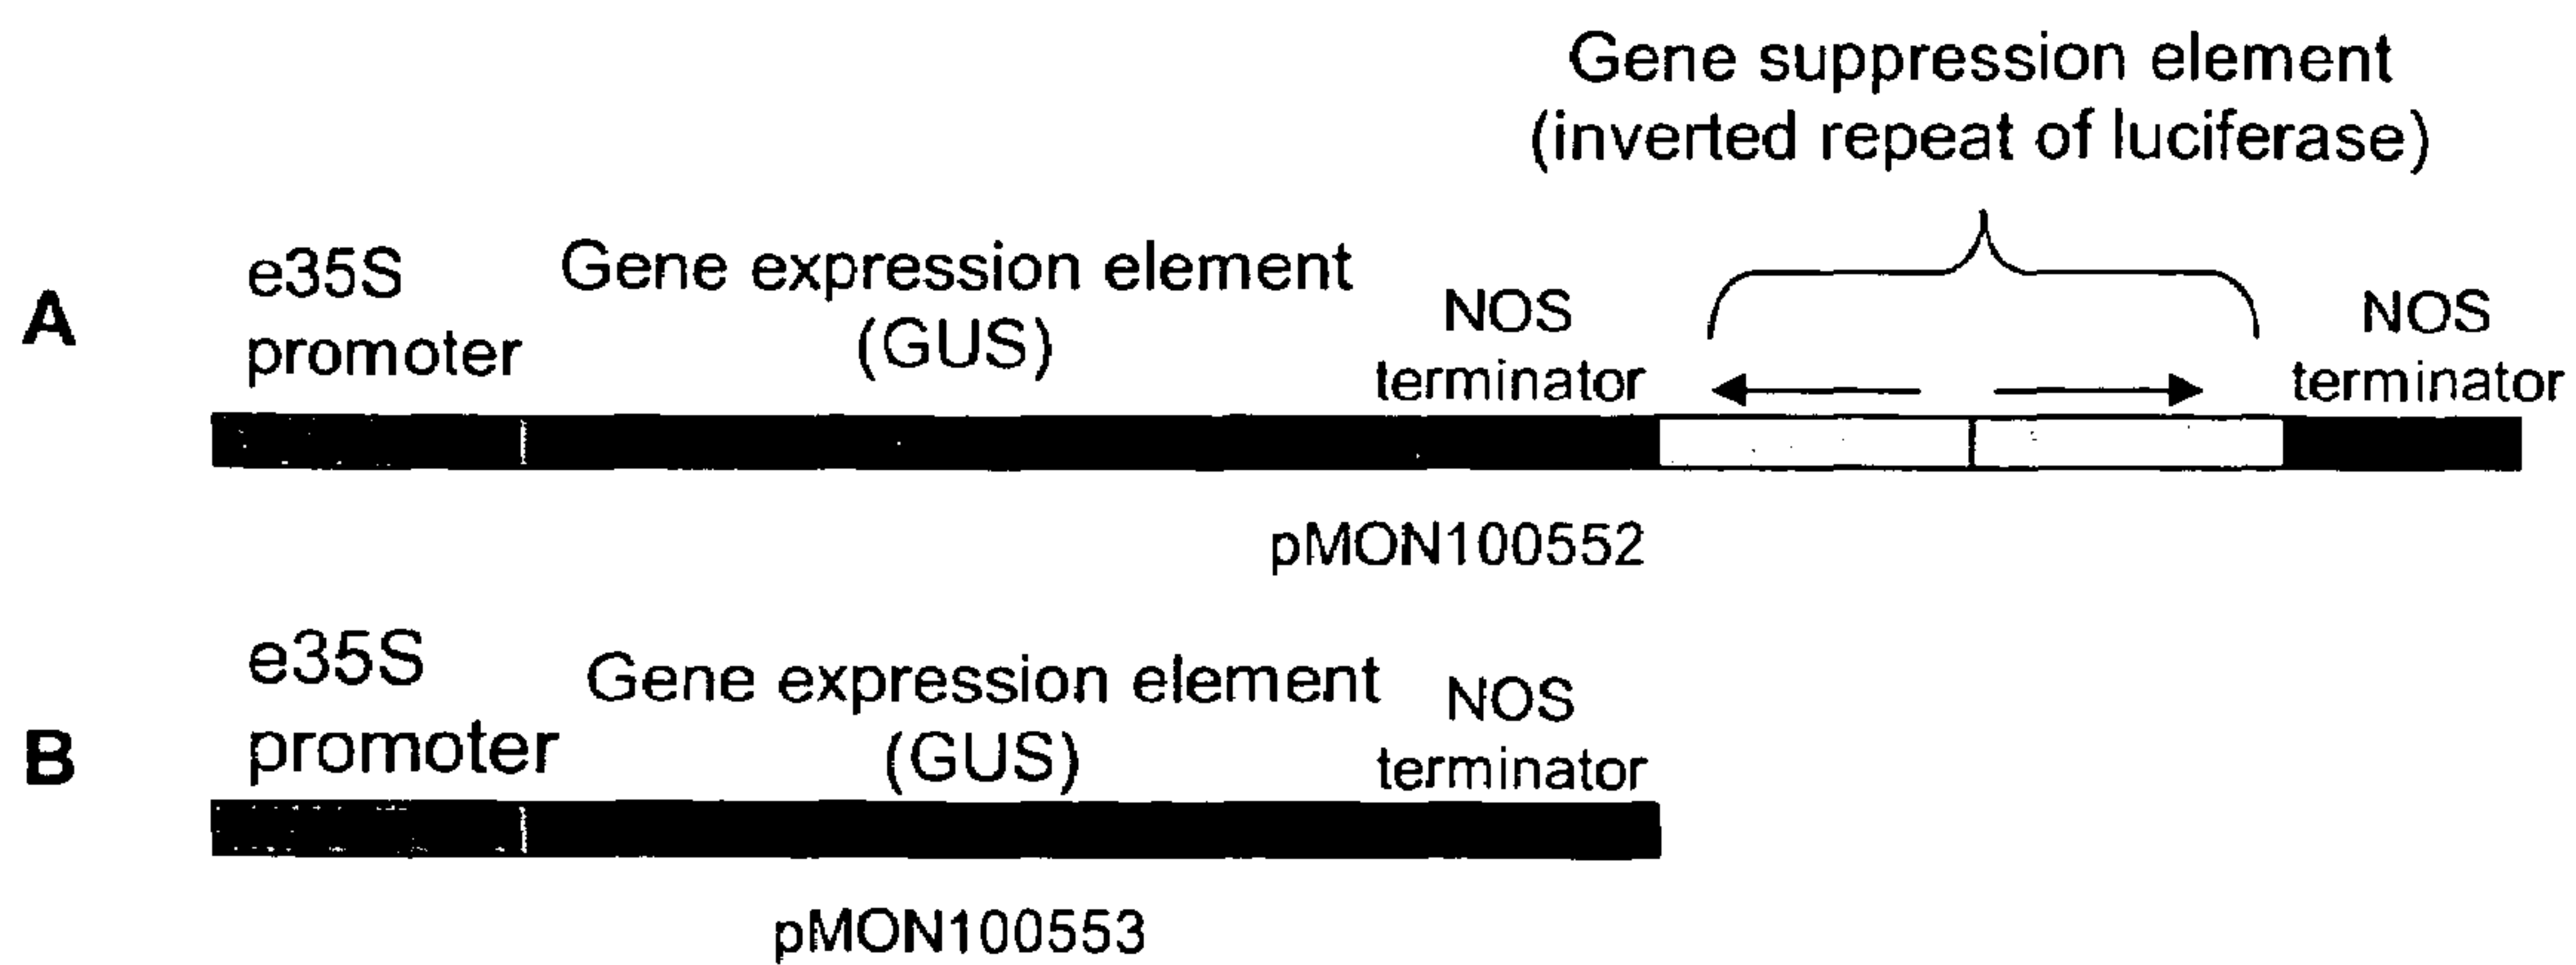 Gene suppression element
(inverted repeat of luciferase)
A
e35S
promoter
Gene expression element
(GUS)
NOS
terminator
NOS
terminator
pMON100552
B
e35S
promoter
Gene expression element
(GUS)
NOS
terminator
pMON100553